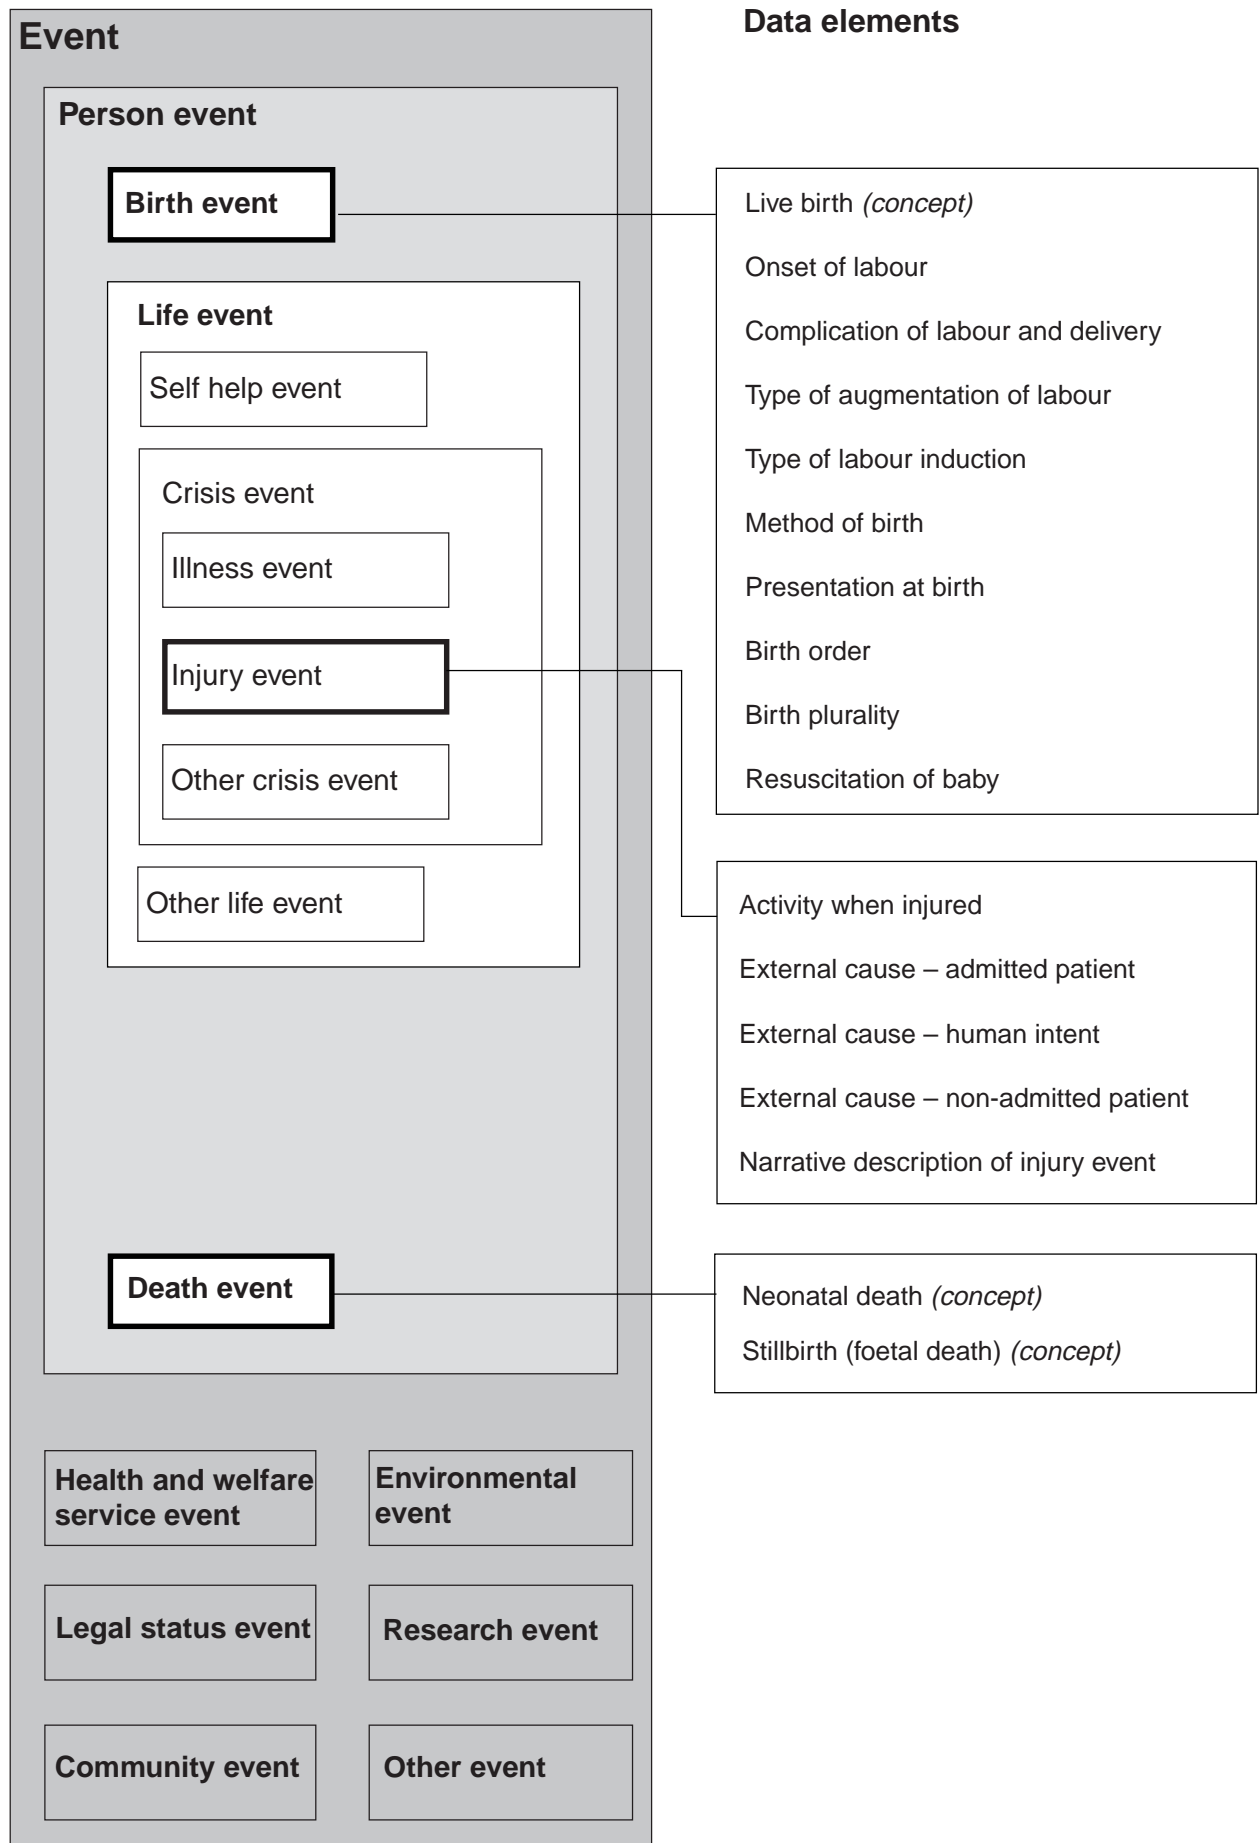 Event
Data elements
Person event
Birth event
Live birth (concept)
Onset of labour
Complication of labour and delivery
Type of augmentation of labour
Type of labour induction
Method of birth
Presentation at birth
Birth order
Birth plurality
Resuscitation of baby
Life event
Self help event
Crisis event
Illness event
Injury event
Other crisis event
Other life event
Activity when injured
External cause – admitted patient
External cause – human intent
External cause – non-admitted patient
Narrative description of injury event
Death event
Neonatal death (concept)
Stillbirth (foetal death) (concept)
Health and welfare
service event
Environmental
event
Legal status event
Research event
Community event
Other event